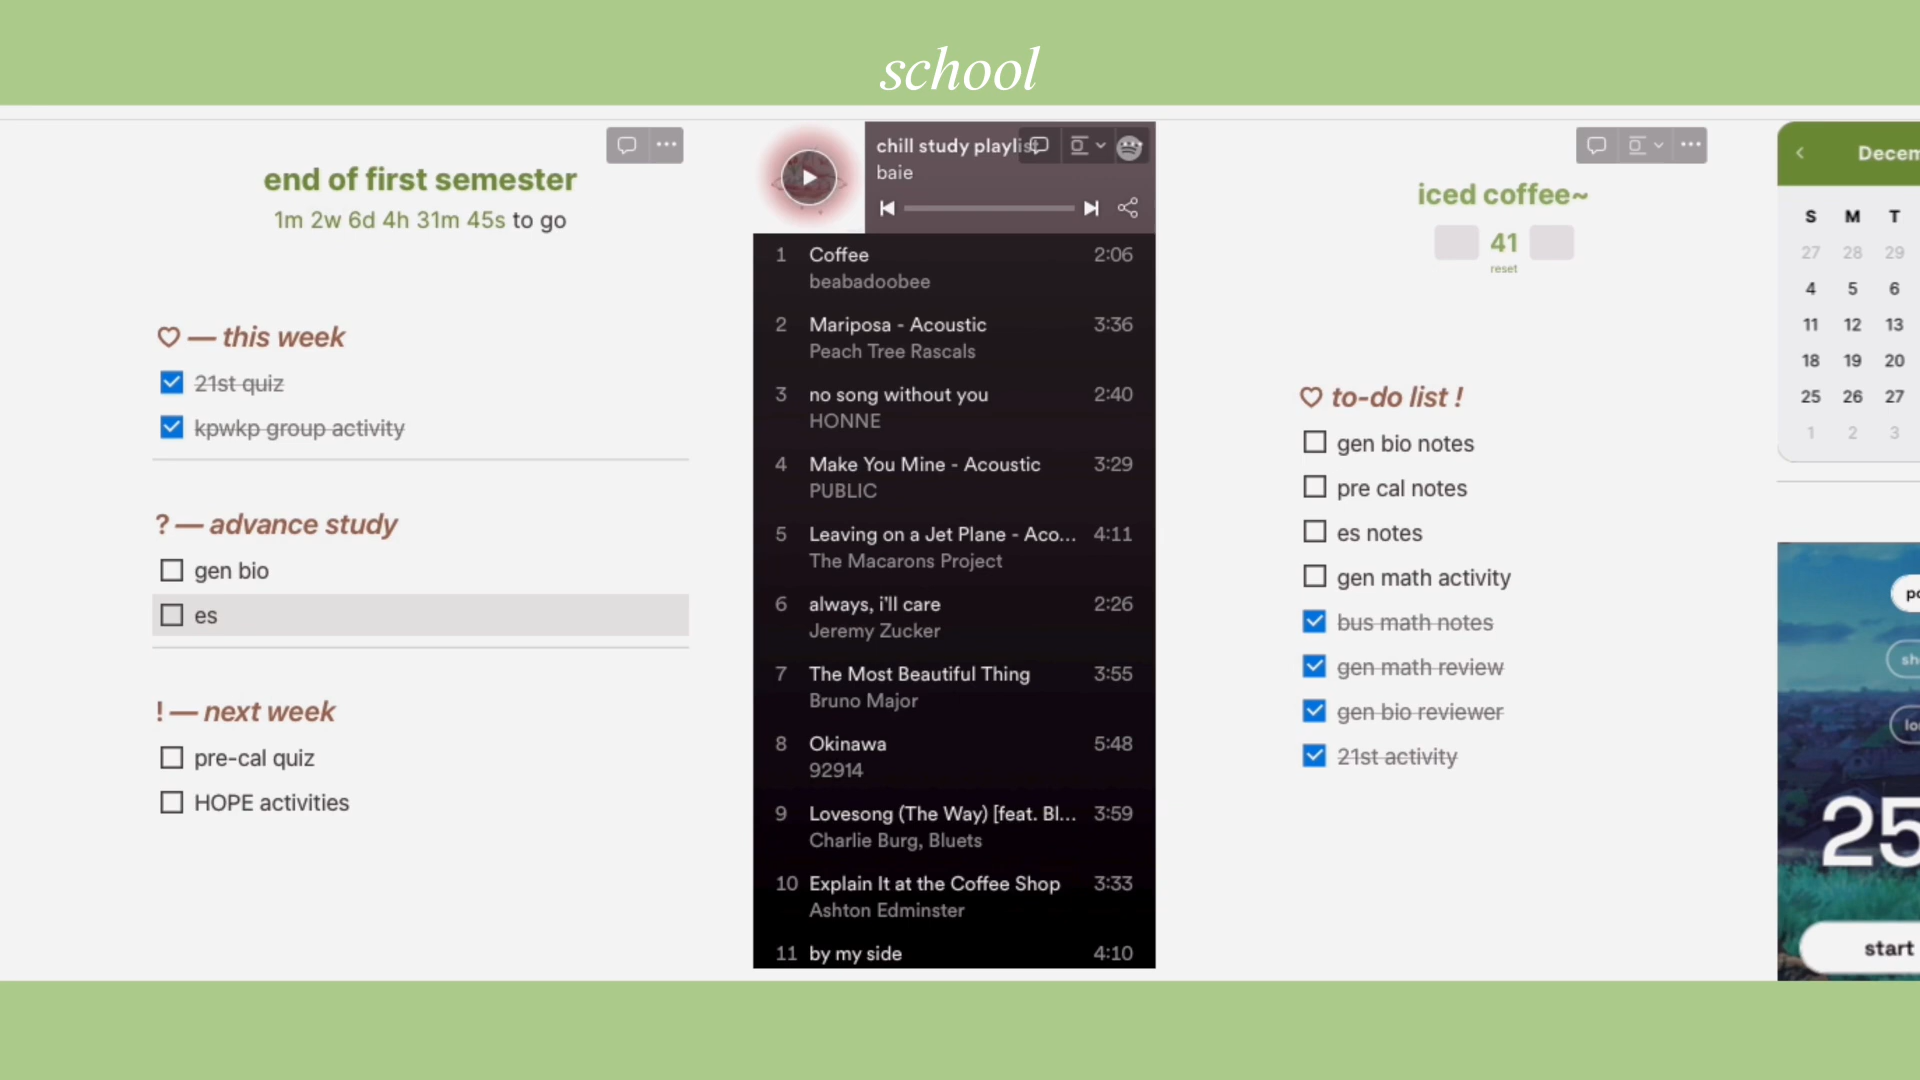 school
end of first semester
1m 2w 6d 4h 31m 45s to go
♡ — this week
21st quiz
kpwkp group activity
? — advance study
gen bio
es
! — next week
pre-cal quiz
HOPE activities
chill study playlist
baie
1 Coffee 2:06
beabadoobee
2 Mariposa - Acoustic 3:36
Peach Tree Rascals
3 no song without you 2:40
HONNE
4 Make You Mine - Acoustic 3:29
PUBLIC
5 Leaving on a Jet Plane - Aco... 4:11
The Macarons Project
6 always, i'll care 2:26
Jeremy Zucker
7 The Most Beautiful Thing 3:55
Bruno Major
8 Okinawa 5:48
92914
9 Lovesong (The Way) [feat. Bl... 3:59
Charlie Burg, Bluets
10 Explain It at the Coffee Shop 3:33
Ashton Edminster
11 by my side 4:10
iced coffee~
41
reset
♡ to-do list !
gen bio notes
pre cal notes
es notes
gen math activity
bus math notes
gen math review
gen bio reviewer
21st activity
Decem
S M T
27 28 29
4 5 6
11 12 13
18 19 20
25 26 27
1 2 3
po
sh
lo
25
start